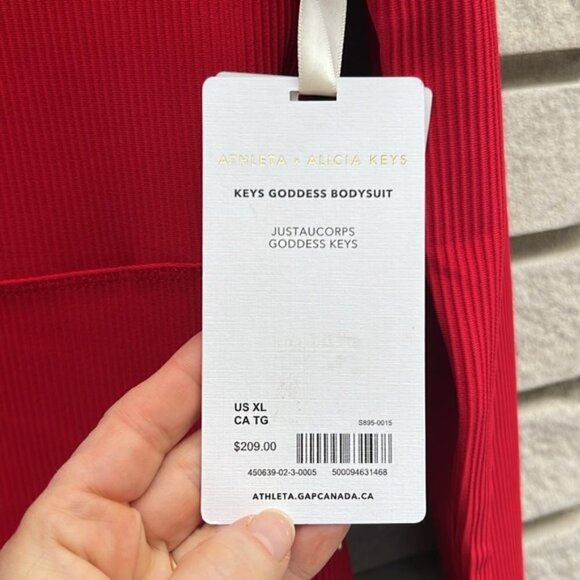 ATHLETA × ALICIA KEYS
KEYS GODDESS BODYSUIT
JUSTAUCORPS
GODDESS KEYS
US XL
CA TG
S895-0015
$209.00
450639-02-3-0005 500094631468
ATHLETA.GAPCANADA.CA